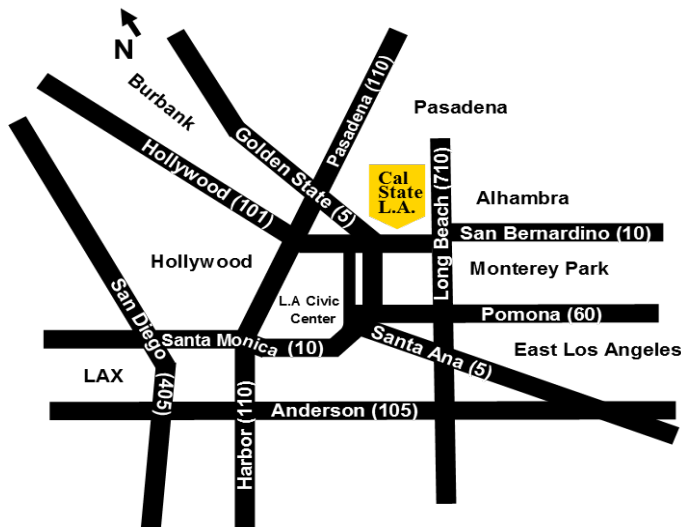 N
Burbank
Pasadena (110)
Pasadena
Golden State (5)
Hollywood (101)
Cal
State
L.A.
Long Beach (710)
Alhambra
San Bernardino (10)
Hollywood
Monterey Park
San Diego
(405)
L.A Civic
Center
Pomona (60)
Santa Monica (10)
Santa Ana (5)
East Los Angeles
LAX
Harbor (110)
Anderson (105)